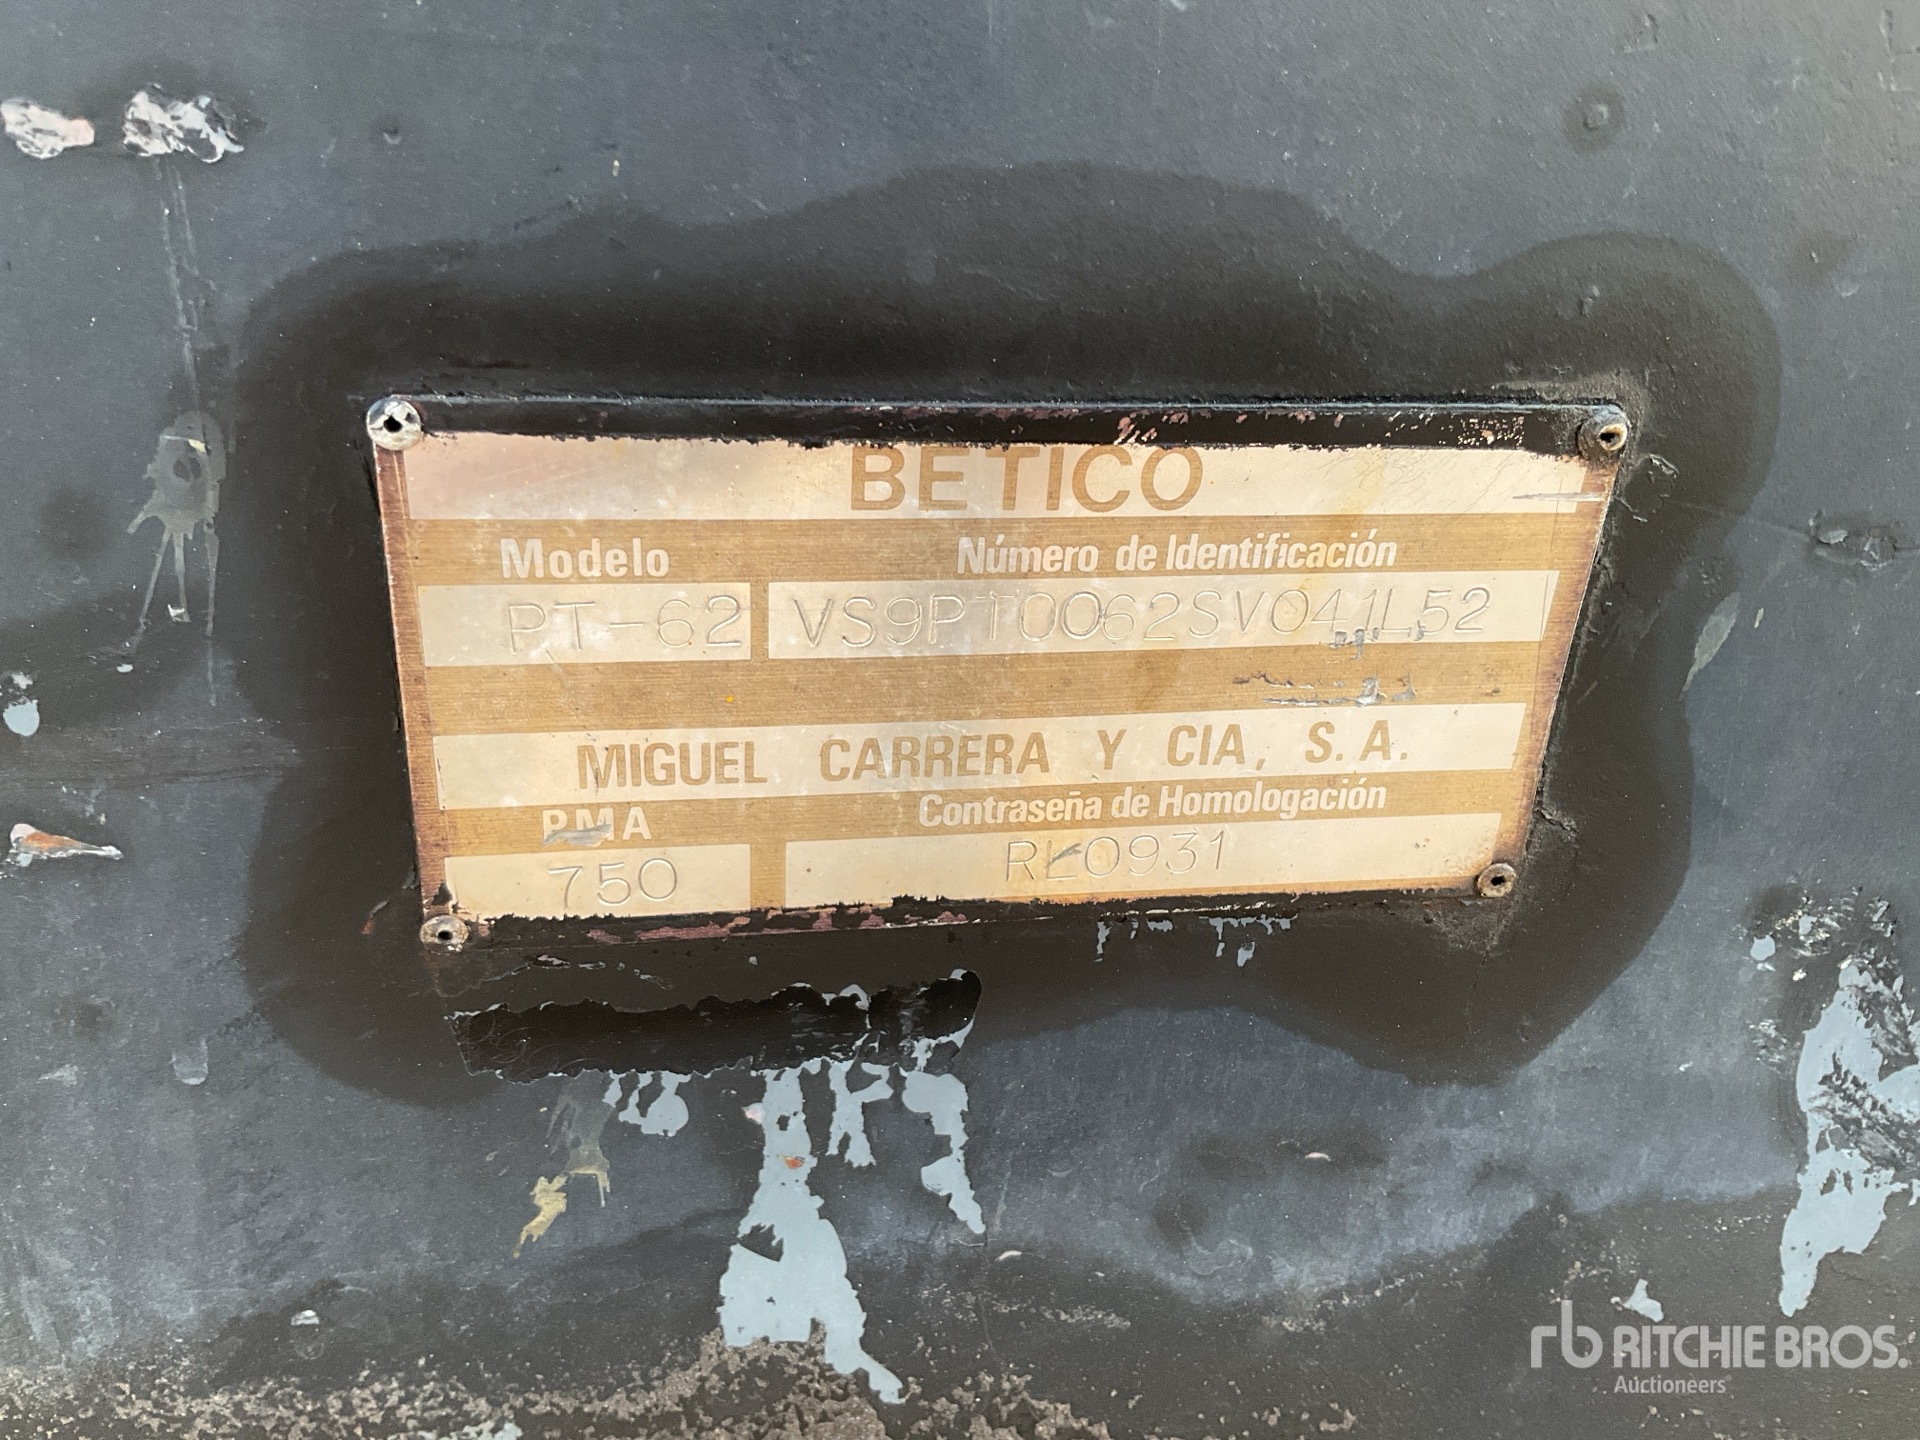 BETICO
Modelo Número de Identificación
PT-62 VS9PT0062SV041L52
MIGUEL CARRERA Y CIA, S.A.
PMA Contraseña de Homologación
750 RL0931
rb RITCHIE BROS.
Auctioneers